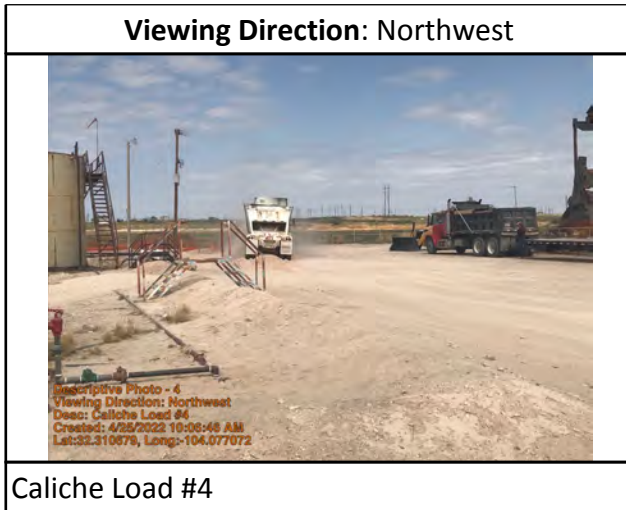 Viewing Direction: Northwest
Descriptive Photo - 4
Viewing Direction: Northwest
Desc: Caliche Load #4
Created: 4/25/2022 10:06:46 AM
Lat:32.310679, Long:-104.077072
Caliche Load #4